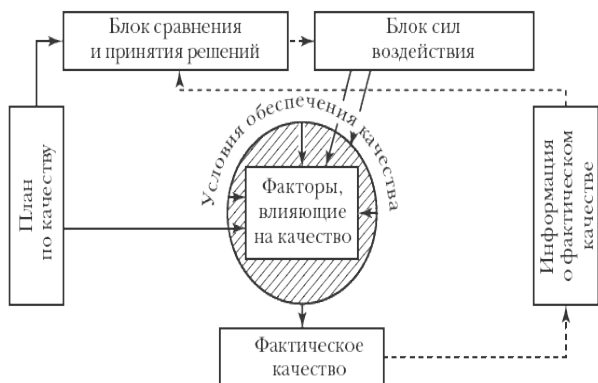 Блок сравнения
и принятия решений
Блок сил
воздействия
План
по качеству
Условия обеспечения качества
Факторы,
влияющие
на качество
Информация
о фактическом
качестве
Фактическое
качество